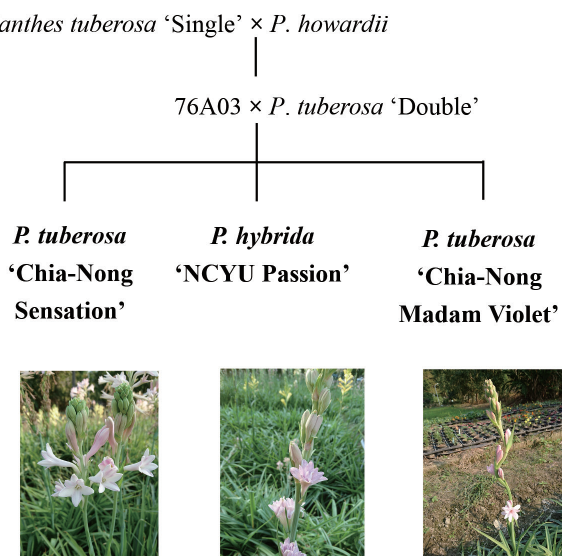 anthes tuberosa ‘Single’ × P. howardii
76A03 × P. tuberosa ‘Double’
P. tuberosa
‘Chia-Nong
Sensation’
P. hybrida
‘NCYU Passion’
P. tuberosa
‘Chia-Nong
Madam Violet’